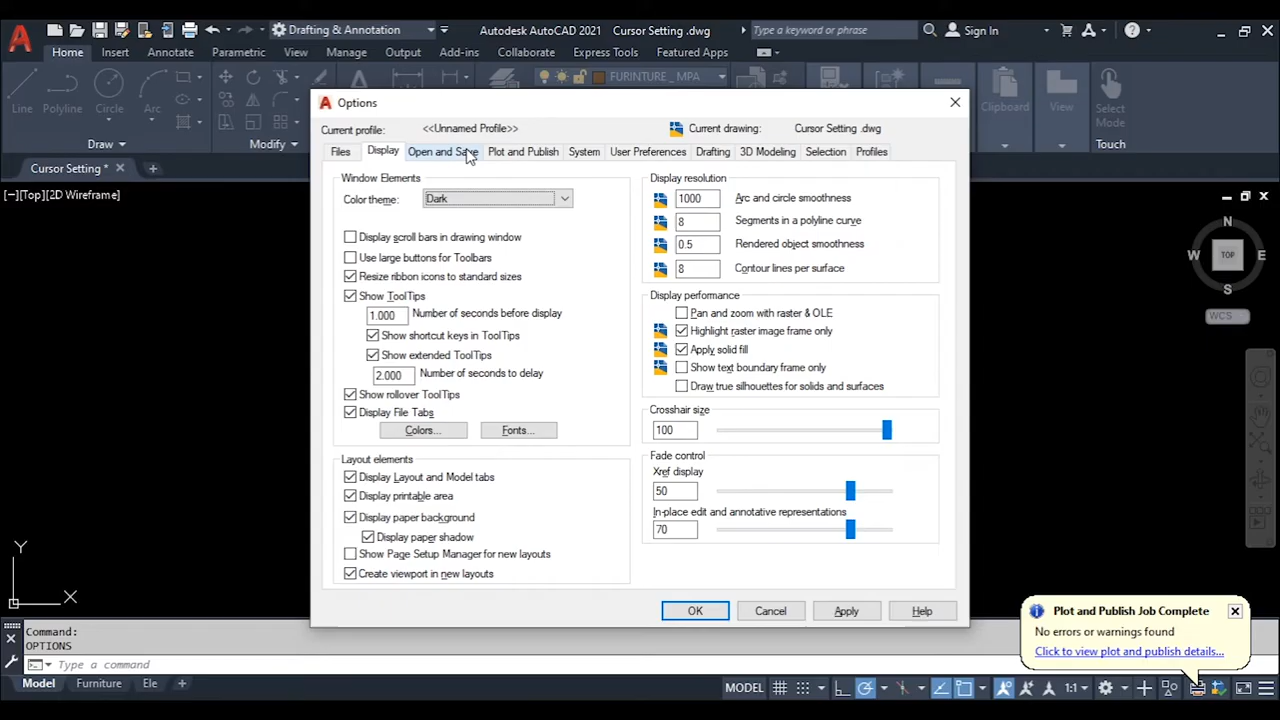 Drafting & Annotation
Autodesk AutoCAD 2021 Cursor Setting .dwg
Type a keyword or phrase
Sign In
Home Insert Annotate Parametric View Manage Output Add-ins Collaborate Express Tools Featured Apps
FURINTURE _ MPA
Line Polyline Circle Arc
Clipboard View Select
Mode
Draw Modify Touch
Cursor Setting *
[−][Top][2D Wireframe]
Options
Current profile: <<Unnamed Profile>> Current drawing: Cursor Setting .dwg
Files Display Open and Save Plot and Publish System User Preferences Drafting 3D Modeling Selection Profiles
Window Elements
Color theme: Dark
Display scroll bars in drawing window
Use large buttons for Toolbars
Resize ribbon icons to standard sizes
Show ToolTips
1.000 Number of seconds before display
Show shortcut keys in ToolTips
Show extended ToolTips
2.000 Number of seconds to delay
Show rollover ToolTips
Display File Tabs
Colors... Fonts...
Layout elements
Display Layout and Model tabs
Display printable area
Display paper background
Display paper shadow
Show Page Setup Manager for new layouts
Create viewport in new layouts
Display resolution
1000 Arc and circle smoothness
8 Segments in a polyline curve
0.5 Rendered object smoothness
8 Contour lines per surface
Display performance
Pan and zoom with raster & OLE
Highlight raster image frame only
Apply solid fill
Show text boundary frame only
Draw true silhouettes for solids and surfaces
Crosshair size
100
Fade control
Xref display
50
In-place edit and annotative representations
70
OK Cancel Apply Help
N
W TOP E
S
WCS
Y
X
Command:
OPTIONS
Type a command
Plot and Publish Job Complete
No errors or warnings found
Click to view plot and publish details...
Model Furnture Ele
MODEL 1:1